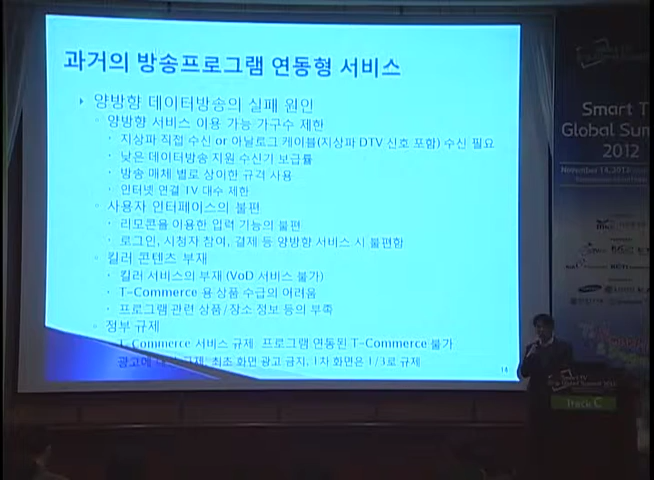 과거의 방송프로그램 연동형 서비스
양방향 데이터방송의 실패 원인
양방향 서비스 이용 가능 가구수 제한
지상파 직접 수신 or 아날로그 케이블(지상파 DTV 신호 포함) 수신 필요
낮은 데이터방송 지원 수신기 보급률
방송 매체 별로 상이한 규격 사용
인터넷 연결 TV 대수 제한
사용자 인터페이스의 불편
리모콘을 이용한 입력 기능의 불편
로그인, 시청자 참여, 결제 등 양방향 서비스 시 불편함
킬러 콘텐츠 부재
킬러 서비스의 부재 (VoD 서비스 불가)
T-Commerce 용 상품 수급의 어려움
프로그램 관련 상품/장소 정보 등의 부족
정부 규제
T-Commerce 서비스 규제: 프로그램 연동된 T-Commerce 불가
광고에 대한 규제: 최초 화면 광고 금지, 1차 화면은 1/3로 규제
Smart T
Global Sum
2012
November 14, 2012
Track C